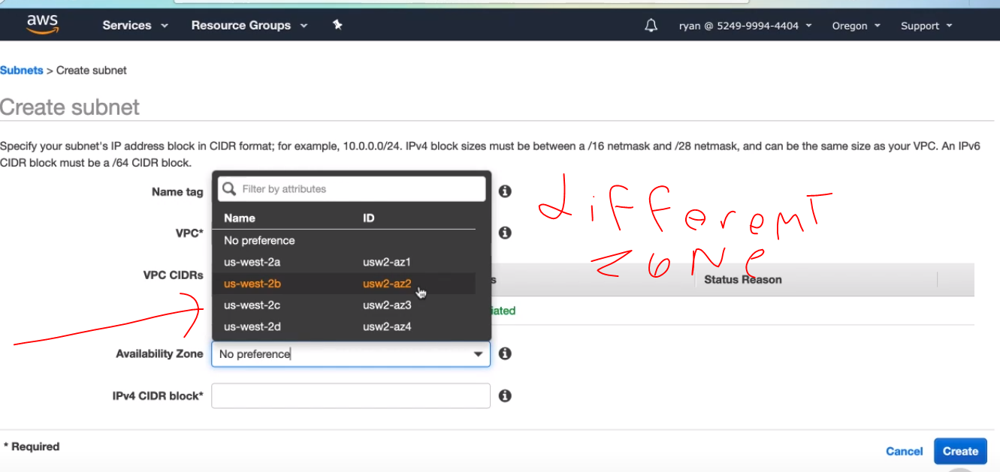 aws Services Resource Groups ryan @ 5249-9994-4404 Oregon Support
Subnets > Create subnet
Create subnet
Specify your subnet's IP address block in CIDR format; for example, 10.0.0.0/24. IPv4 block sizes must be between a /16 netmask and /28 netmask, and can be the same size as your VPC. An IPv6
CIDR block must be a /64 CIDR block.
Name tag
Filter by attributes
different
zone
Name ID
VPC*
No preference
us-west-2a usw2-az1
VPC CIDRs
us-west-2b usw2-az2
s Status Reason
us-west-2c usw2-az3
iated
us-west-2d usw2-az4
Availability Zone No preference
IPv4 CIDR block*
* Required
Cancel Create